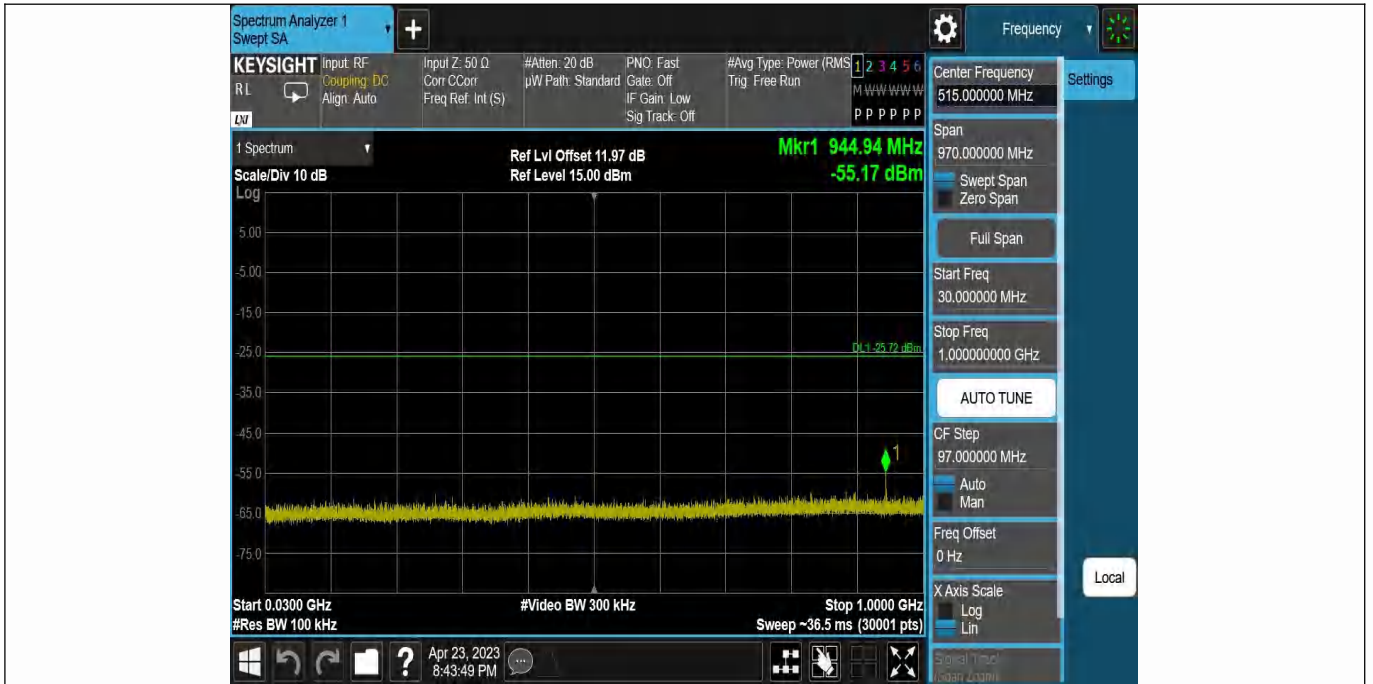 Spectrum Analyzer 1
Swept SA
+
Frequency
KEYSIGHT
RL
LXI
Input: RF
Coupling: DC
Align: Auto
Input Z: 50 Ω
Corr CCorr
Freq Ref: Int (S)
#Atten: 20 dB
µW Path: Standard
PNO: Fast
Gate: Off
IF Gain: Low
Sig Track: Off
#Avg Type: Power (RMS
Trig: Free Run
1 2 3 4 5 6
M W W W W W
P P P P P P
Center Frequency
515.000000 MHz
Settings
1 Spectrum
Scale/Div 10 dB
Ref Lvl Offset 11.97 dB
Ref Level 15.00 dBm
Mkr1 944.94 MHz
-55.17 dBm
Span
970.000000 MHz
Swept Span
Zero Span
Full Span
Start Freq
30.000000 MHz
Stop Freq
1.000000000 GHz
AUTO TUNE
CF Step
97.000000 MHz
Auto
Man
Freq Offset
0 Hz
X Axis Scale
Log
Lin
Signal Track
(Span Zoom)
Local
Log
5.00
-5.00
-15.0
-25.0
DL1 -25.72 dBm
-35.0
-45.0
1
-55.0
-65.0
-75.0
Start 0.0300 GHz
#Res BW 100 kHz
#Video BW 300 kHz
Stop 1.0000 GHz
Sweep ~36.5 ms (30001 pts)
?
Apr 23, 2023
8:43:49 PM